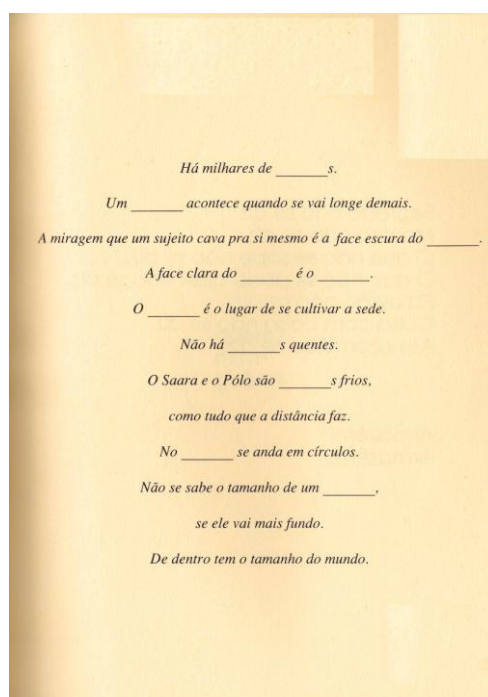 Há milhares de _______s.
Um _______ acontece quando se vai longe demais.
A miragem que um sujeito cava pra si mesmo é a face escura do _______.
A face clara do _______ é o _______.
O _______ é o lugar de se cultivar a sede.
Não há _______s quentes.
O Saara e o Pólo são _______s frios,
como tudo que a distância faz.
No _______ se anda em círculos.
Não se sabe o tamanho de um _______,
se ele vai mais fundo.
De dentro tem o tamanho do mundo.